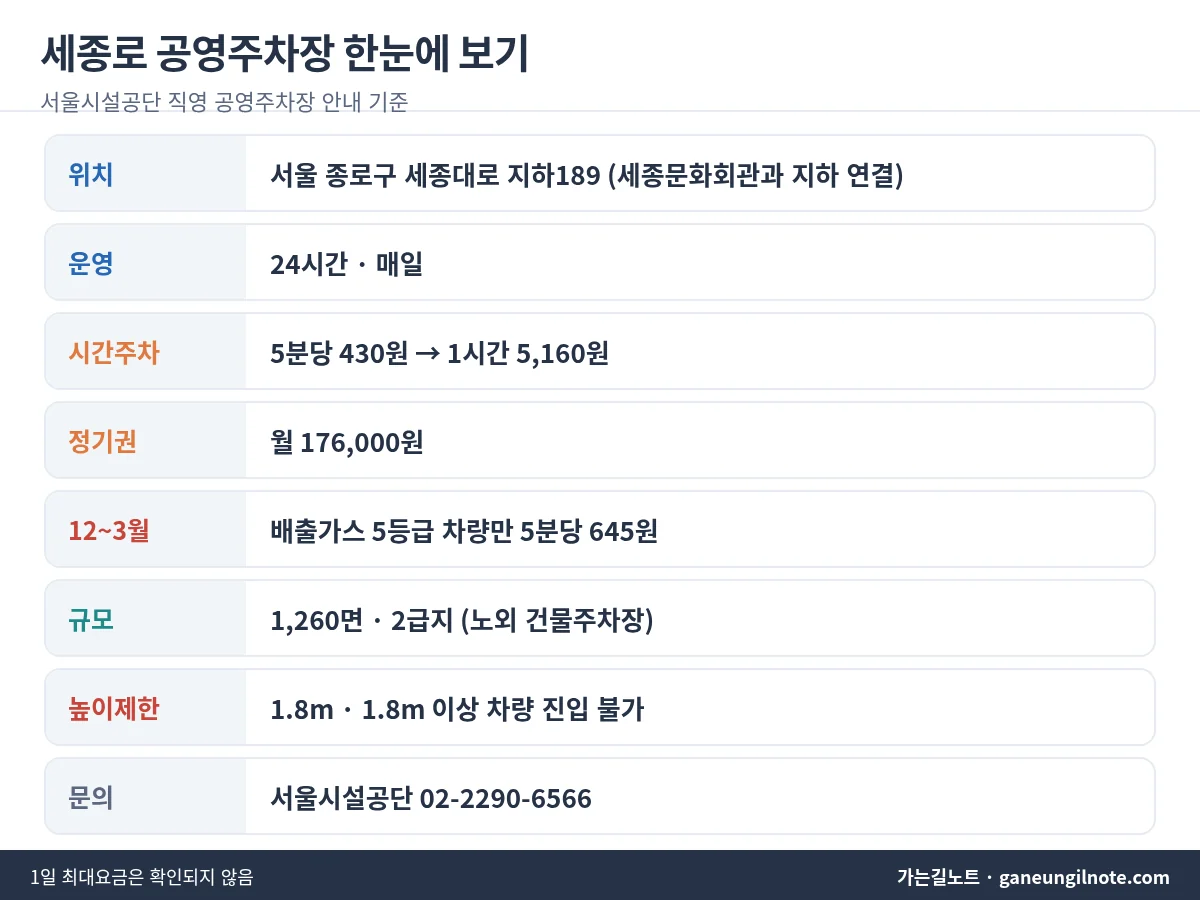 세종로 공영주차장 한눈에 보기
서울시설공단 직영 공영주차장 안내 기준
위치 서울 종로구 세종대로 지하189 (세종문화회관과 지하 연결)
운영 24시간 · 매일
시간주차 5분당 430원 → 1시간 5,160원
정기권 월 176,000원
12~3월 배출가스 5등급 차량만 5분당 645원
규모 1,260면 · 2급지 (노외 건물주차장)
높이제한 1.8m · 1.8m 이상 차량 진입 불가
문의 서울시설공단 02-2290-6566
1일 최대요금은 확인되지 않음 가는길노트 · ganeungilnote.com